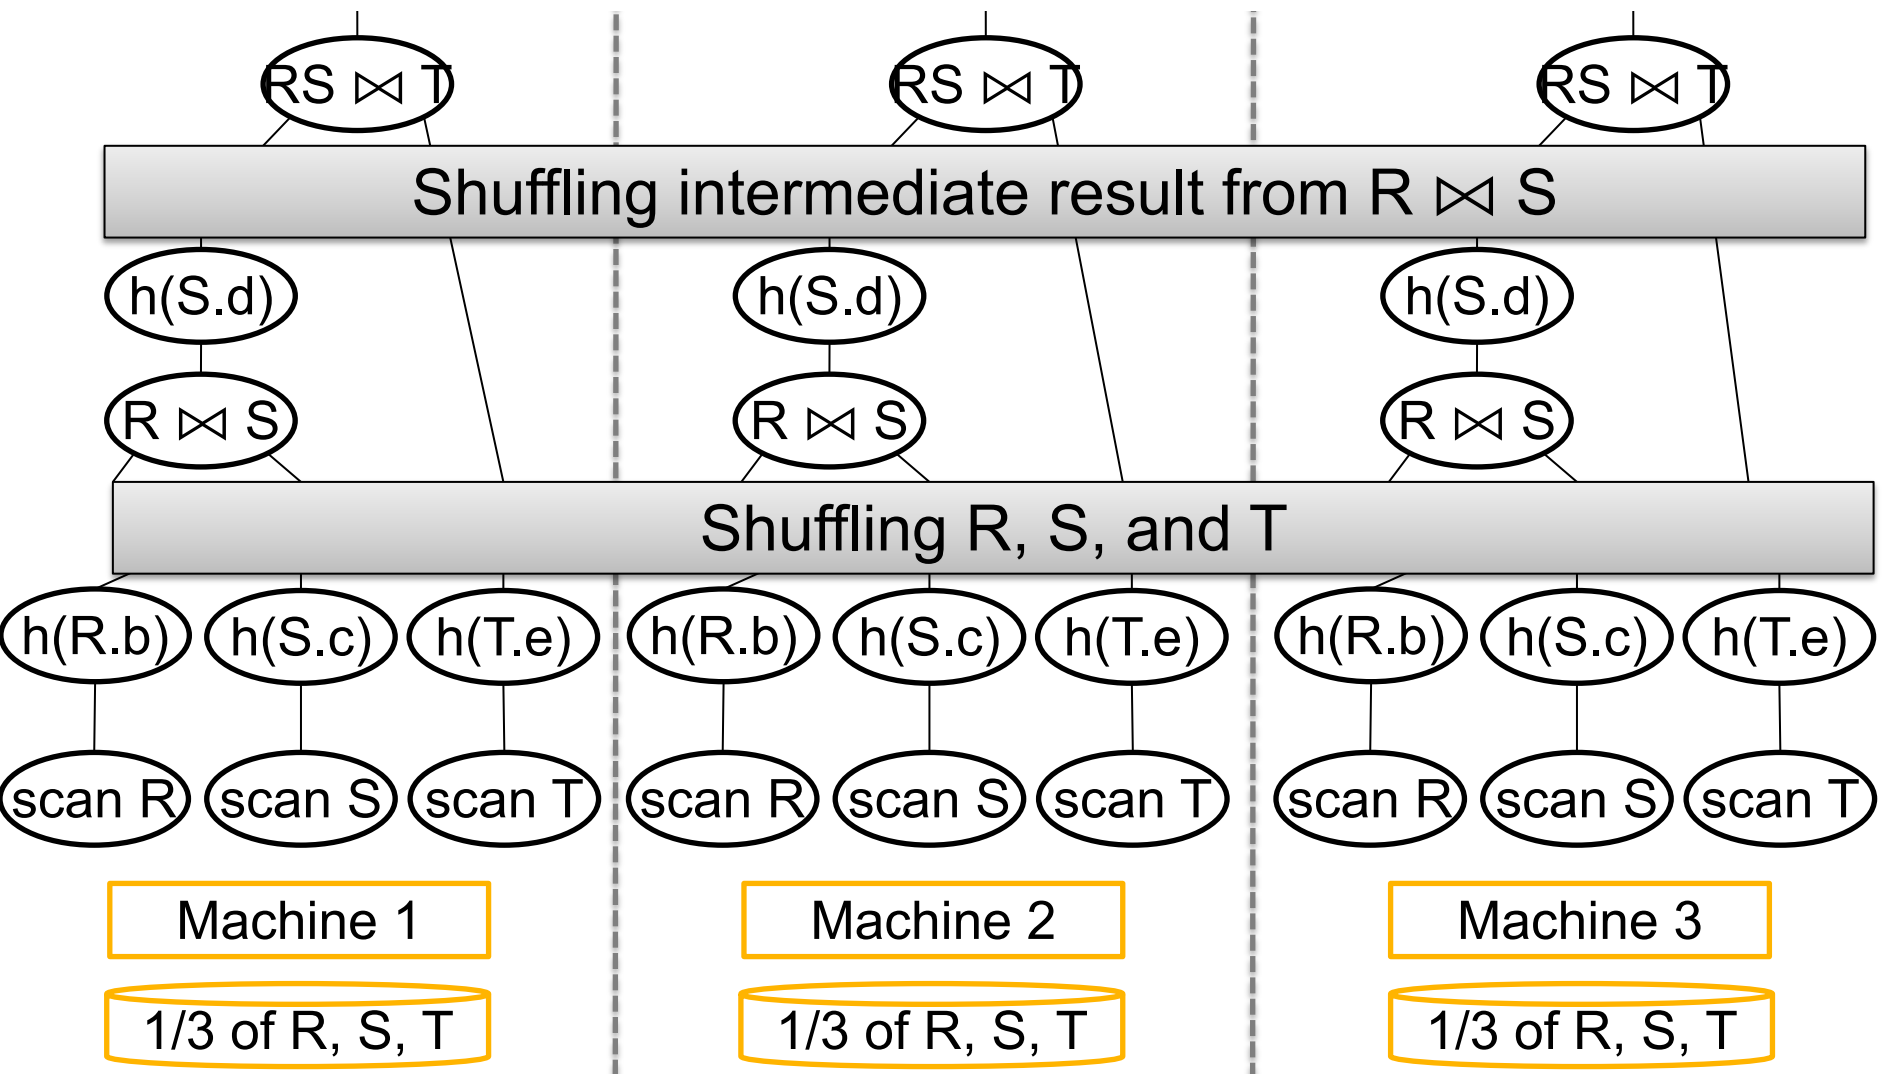 RS ⋈ T RS ⋈ T RS ⋈ T
Shuffling intermediate result from R ⋈ S
h(S.d) h(S.d) h(S.d)
R ⋈ S R ⋈ S R ⋈ S
Shuffling R, S, and T
h(R.b) h(S.c) h(T.e) h(R.b) h(S.c) h(T.e) h(R.b) h(S.c) h(T.e)
scan R scan S scan T scan R scan S scan T scan R scan S scan T
Machine 1 Machine 2 Machine 3
1/3 of R, S, T 1/3 of R, S, T 1/3 of R, S, T